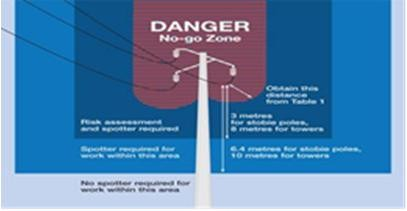 DANGER
No-go Zone
Obtain this
distance
from Table 1
Risk assessment
and spotter required
3 metres
for stobie poles,
8 metres for towers
Spotter required for
work within this area
6.4 metres for stobie poles,
10 metres for towers
No spotter required for
work within this area